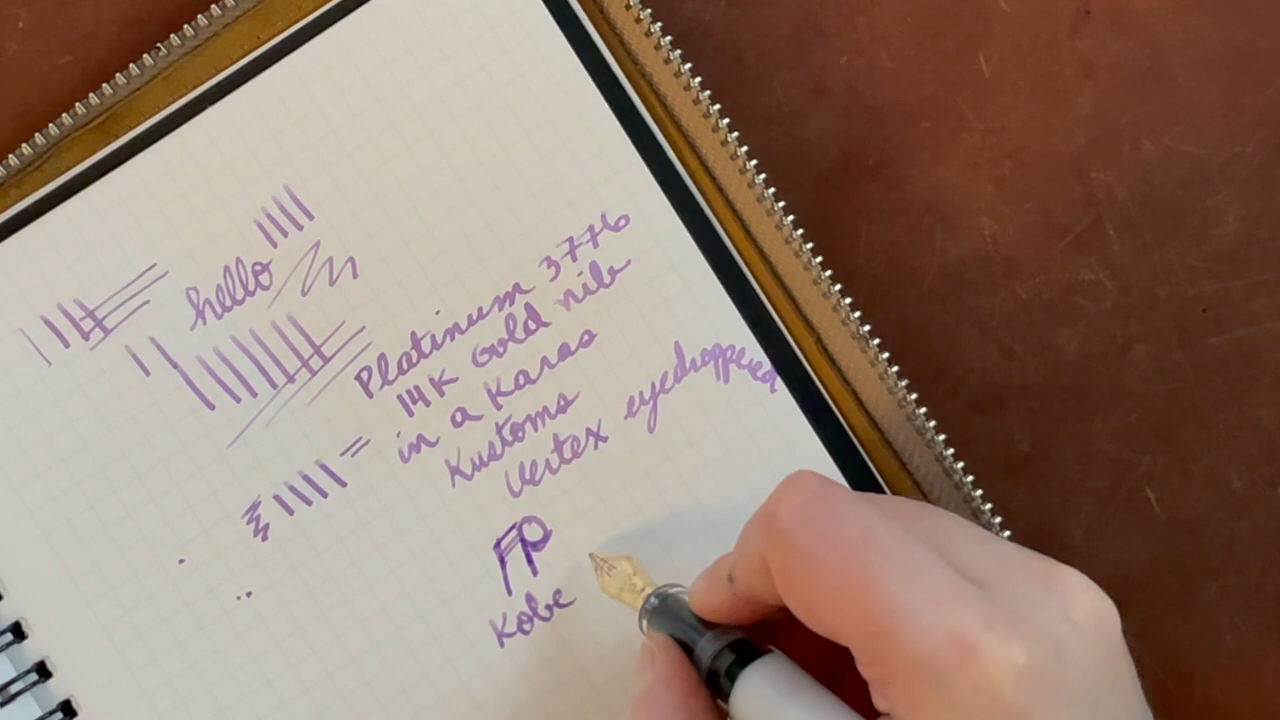 hello
Platinum 3776
14K Gold nib
in a Karas
Kustoms
Vertex eyedroppered
FP
Kobe